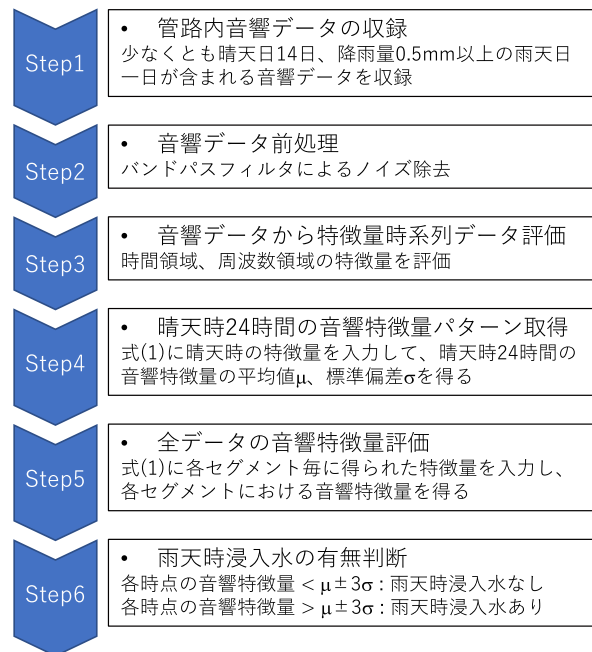 Step1
• 管路内音響データの収録
少なくとも晴天日14日、降雨量0.5mm以上の雨天日
一日が含まれる音響データを収録
Step2
• 音響データ前処理
バンドパスフィルタによるノイズ除去
Step3
• 音響データから特徴量時系列データ評価
時間領域、周波数領域の特徴量を評価
Step4
• 晴天時24時間の音響特徴量パターン取得
式(1)に晴天時の特徴量を入力して、晴天時24時間の
音響特徴量の平均値μ、標準偏差σを得る
Step5
• 全データの音響特徴量評価
式(1)に各セグメント毎に得られた特徴量を入力し、
各セグメントにおける音響特徴量を得る
Step6
• 雨天時浸入水の有無判断
各時点の音響特徴量 < μ ± 3σ : 雨天時浸入水なし
各時点の音響特徴量 > μ ± 3σ : 雨天時浸入水あり